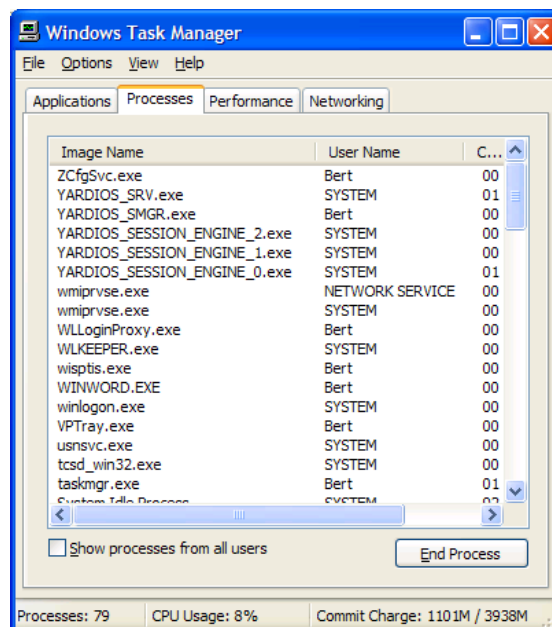 Windows Task Manager
File Options View Help
Applications Processes Performance Networking
Image Name User Name C...
ZCfgSvc.exe Bert 00
YARDIOS_SRV.exe SYSTEM 01
YARDIOS_SMGR.exe Bert 00
YARDIOS_SESSION_ENGINE_2.exe SYSTEM 00
YARDIOS_SESSION_ENGINE_1.exe SYSTEM 00
YARDIOS_SESSION_ENGINE_0.exe SYSTEM 01
wmiprvse.exe NETWORK SERVICE 00
wmiprvse.exe SYSTEM 00
WLLoginProxy.exe Bert 00
WLKEEPER.exe SYSTEM 00
wisptis.exe Bert 00
WINWORD.EXE Bert 00
winlogon.exe SYSTEM 00
VPTray.exe Bert 00
usnsvc.exe SYSTEM 00
tcsd_win32.exe SYSTEM 00
taskmgr.exe Bert 01
System Idle Process SYSTEM 92
Show processes from all users End Process
Processes: 79 CPU Usage: 8% Commit Charge: 1101M / 3938M